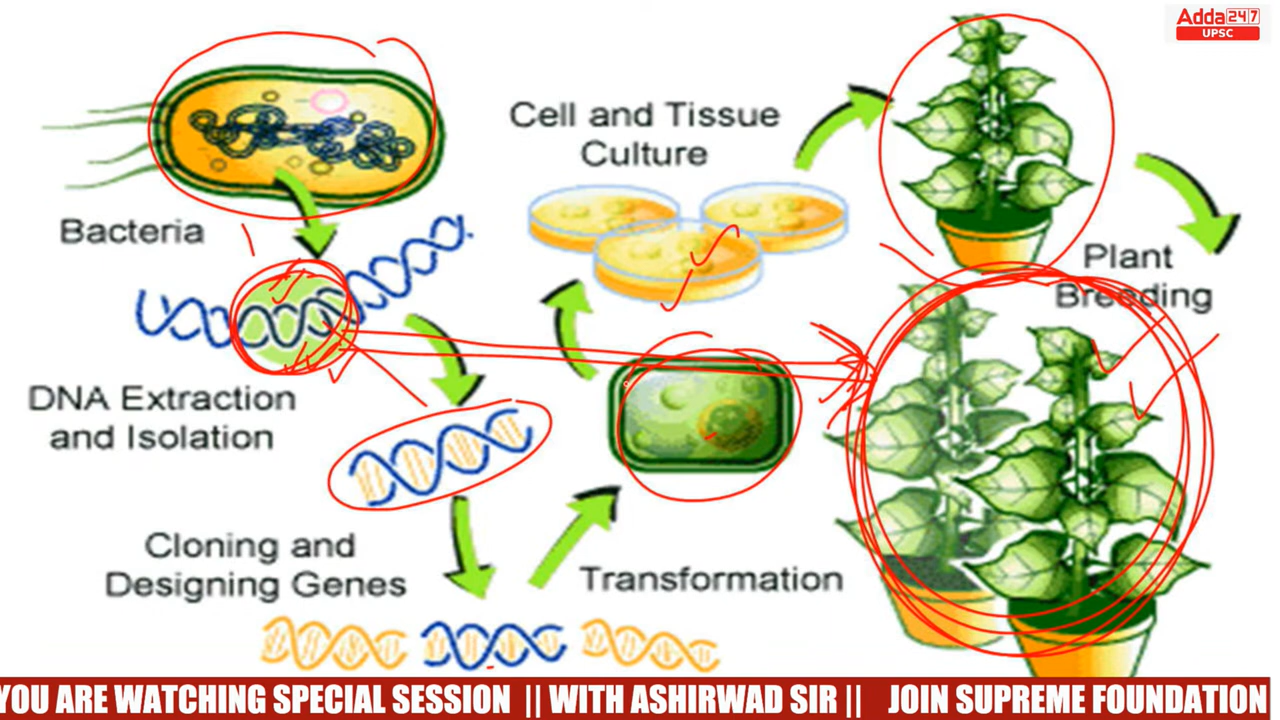 Adda247
UPSC
Cell and Tissue
Culture
Bacteria
Plant
Breeding
DNA Extraction
and Isolation
Cloning and
Designing Genes
Transformation
YOU ARE WATCHING SPECIAL SESSION || WITH ASHIRWAD SIR || JOIN SUPREME FOUNDATION